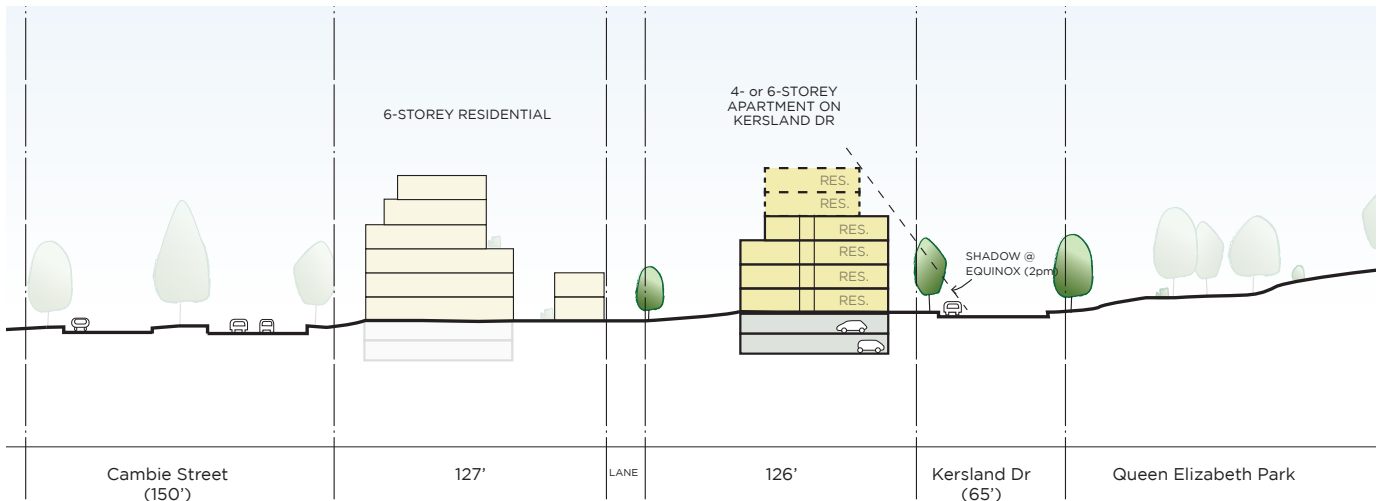 4- or 6-STOREY
APARTMENT ON
KERSLAND DR
6-STOREY RESIDENTIAL
RES.
RES.
RES.
RES.
RES.
RES.
SHADOW @
EQUINOX (2pm)
Cambie Street
(150')
127'
LANE
126'
Kersland Dr
(65')
Queen Elizabeth Park